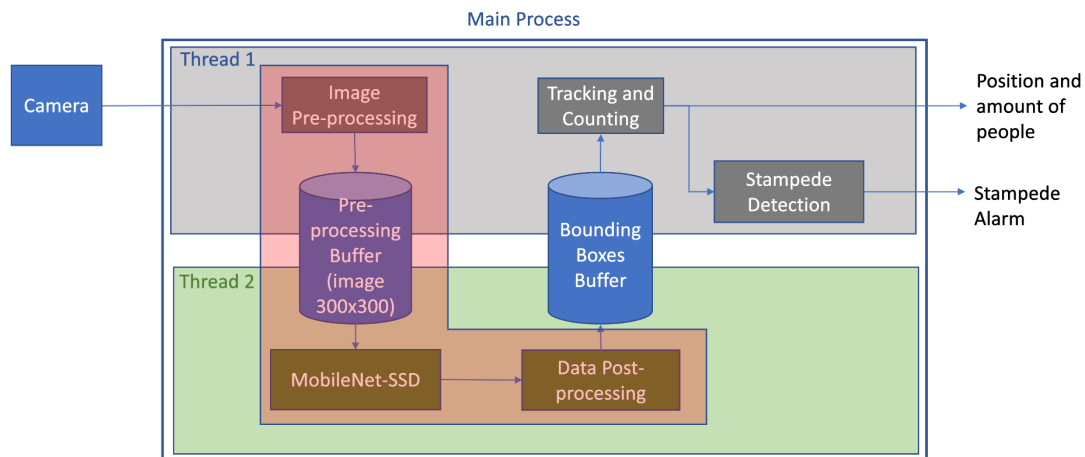 Main Process
Thread 1
Camera
Image
Pre-processing
Tracking and
Counting
Position and
amount of
people
Stampede
Detection
Stampede
Alarm
Pre-
processing
Buffer
(image
300x300)
Bounding
Boxes
Buffer
Thread 2
MobileNet-SSD
Data Post-
processing